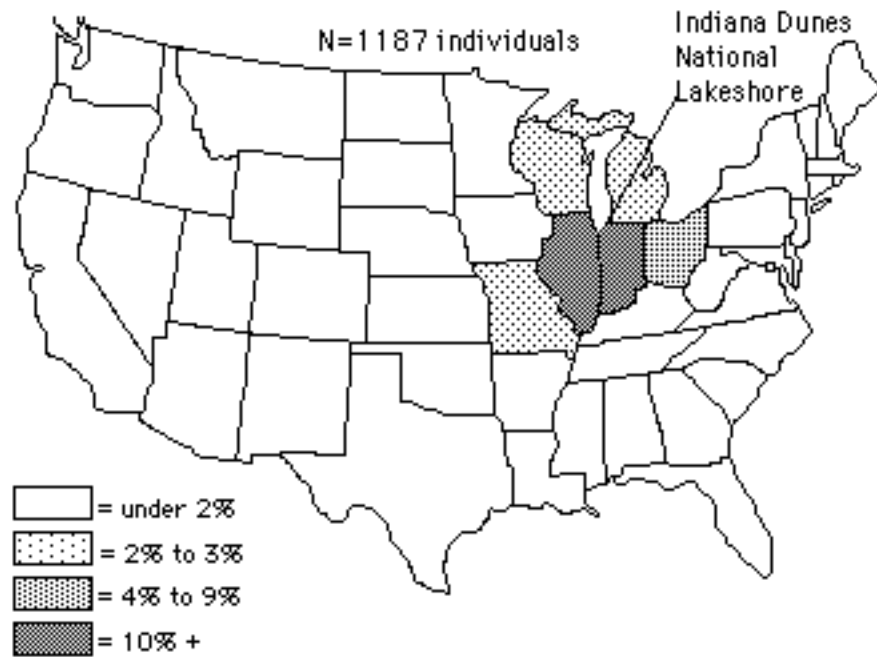 N=1187 individuals
Indiana Dunes
National
Lakeshore
= under 2%
= 2% to 3%
= 4% to 9%
= 10% +